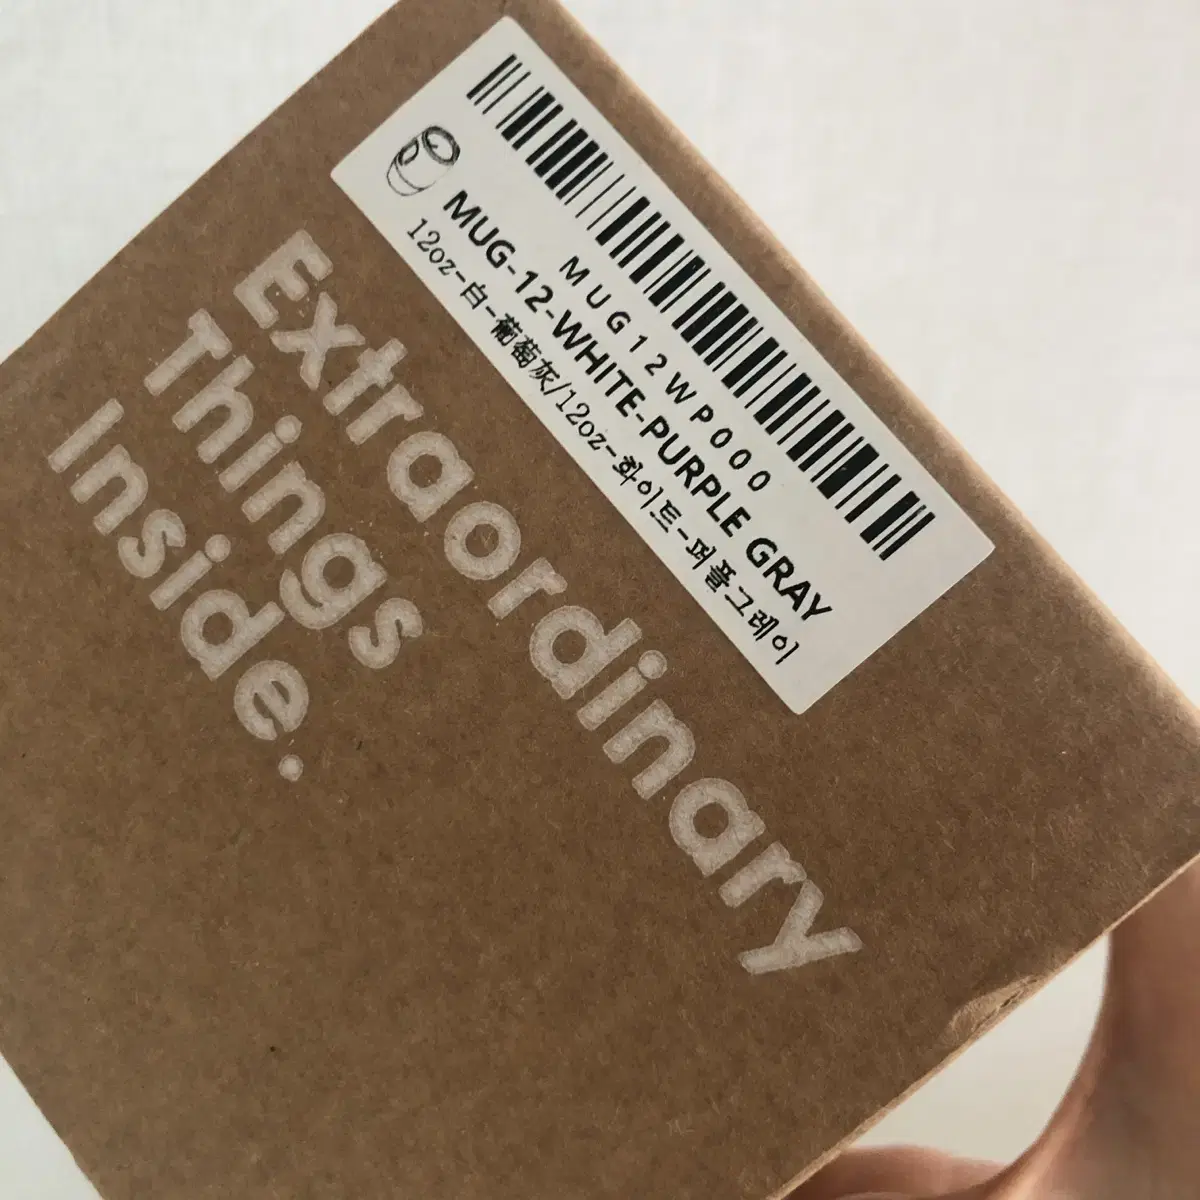 MUG12WP000
MUG-12-WHITE-PURPLE GRAY
12oz-白-葡萄灰/12oz-화이트-퍼플그레이
Extraordinary
Things
Inside.